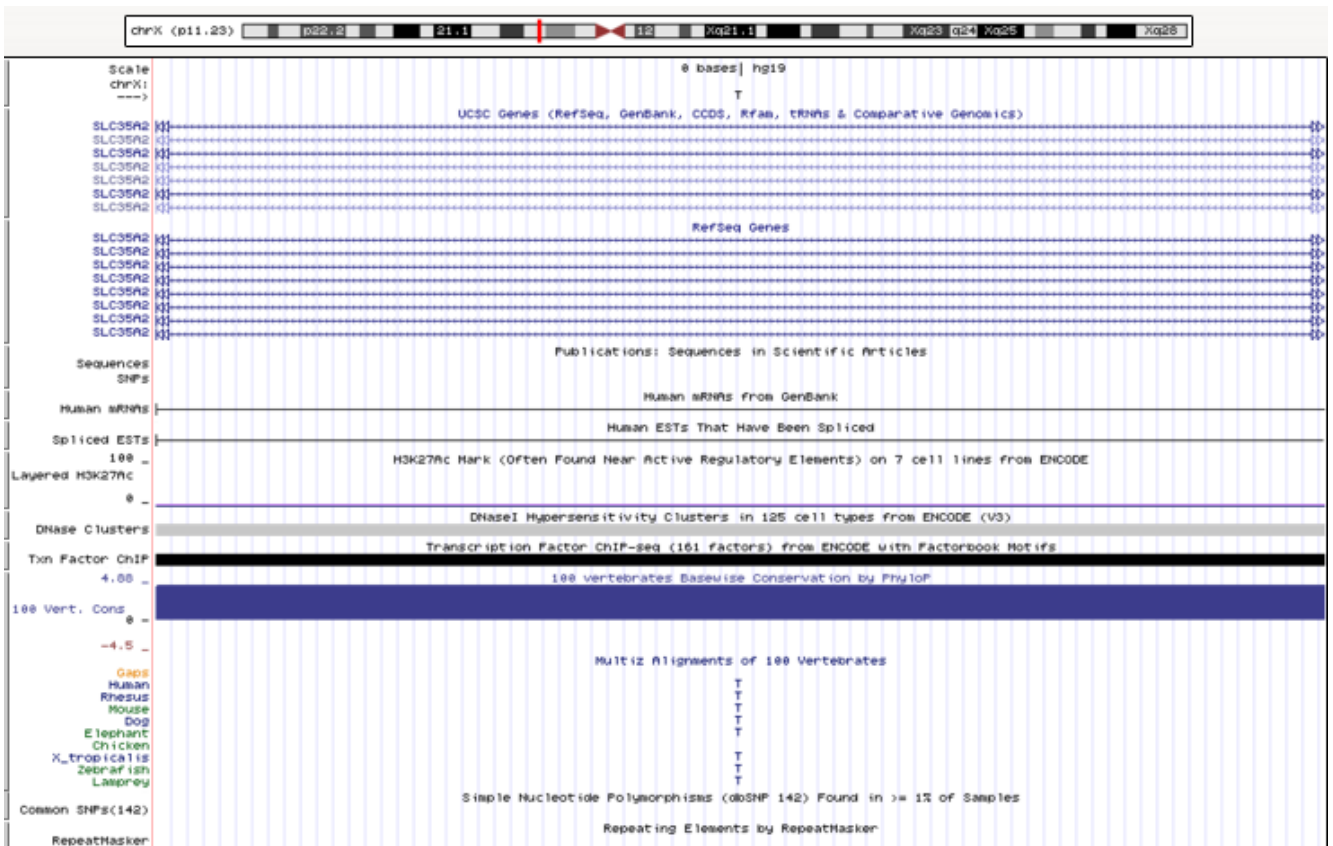 chrX (p11.23) p22.2 21.1 12 Xq21.1 Xq23 q24 Xq25 Xq28
Scale 0 bases| hg19
chrX:
---> T
UCSC Genes (RefSeq, GenBank, CCDS, Rfam, tRNAs & Comparative Genomics)
SLC35A2
SLC35A2
SLC35A2
SLC35A2
SLC35A2
SLC35A2
SLC35A2
RefSeq Genes
SLC35A2
SLC35A2
SLC35A2
SLC35A2
SLC35A2
SLC35A2
SLC35A2
SLC35A2
Publications: Sequences in Scientific Articles
Sequences
SNPs
Human mRNAs from GenBank
Human mRNAs
Human ESTs That Have Been Spliced
Spliced ESTs
100 _ H3K27Ac Mark (Often Found Near Active Regulatory Elements) on 7 cell lines from ENCODE
Layered H3K27Ac
0 _
DNaseI Hypersensitivity Clusters in 125 cell types from ENCODE (V3)
DNase Clusters
Transcription Factor ChIP-seq (161 factors) from ENCODE with Factorbook Motifs
Txn Factor ChIP
4.88 _ 100 vertebrates Basewise Conservation by PhyloP
100 Vert. Cons
0 -
-4.5 _
Multiz Alignments of 100 Vertebrates
Gaps
Human T
Rhesus T
Mouse T
Dog T
Elephant T
Chicken
X_tropicalis T
Zebrafish T
Lamprey T
Simple Nucleotide Polymorphisms (dbSNP 142) Found in >= 1% of Samples
Common SNPs(142)
Repeating Elements by RepeatMasker
RepeatMasker